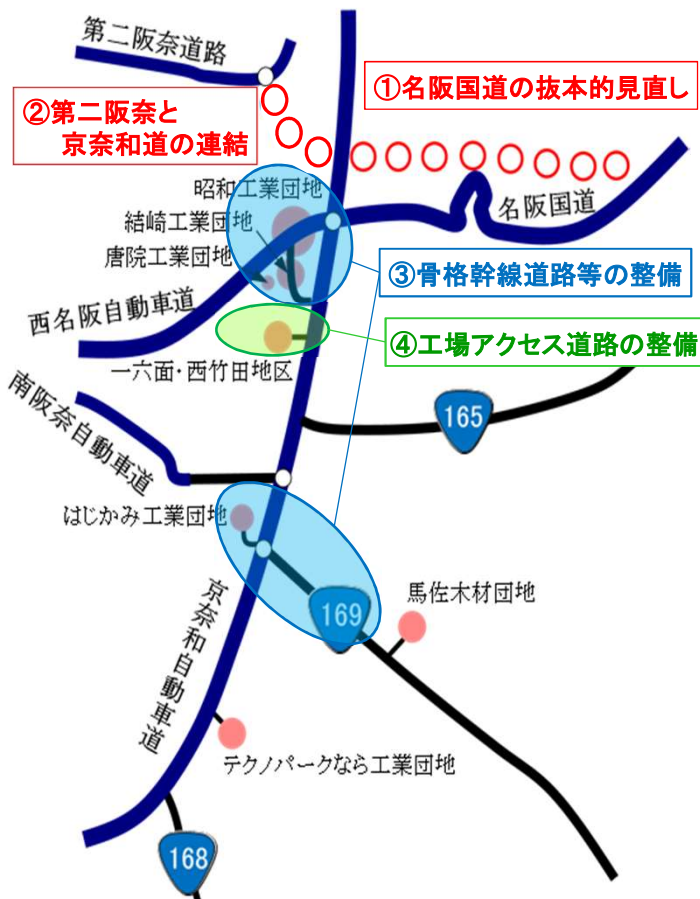 第二阪奈道路
①名阪国道の抜本的見直し
②第二阪奈と
京奈和道の連結
昭和工業団地
結崎工業団地
唐院工業団地
名阪国道
③骨格幹線道路等の整備
西名阪自動車道
④工場アクセス道路の整備
一六面・西竹田地区
南阪奈自動車道
165
はじかみ工業団地
169
馬佐木材団地
京奈和自動車道
テクノパークなら工業団地
168